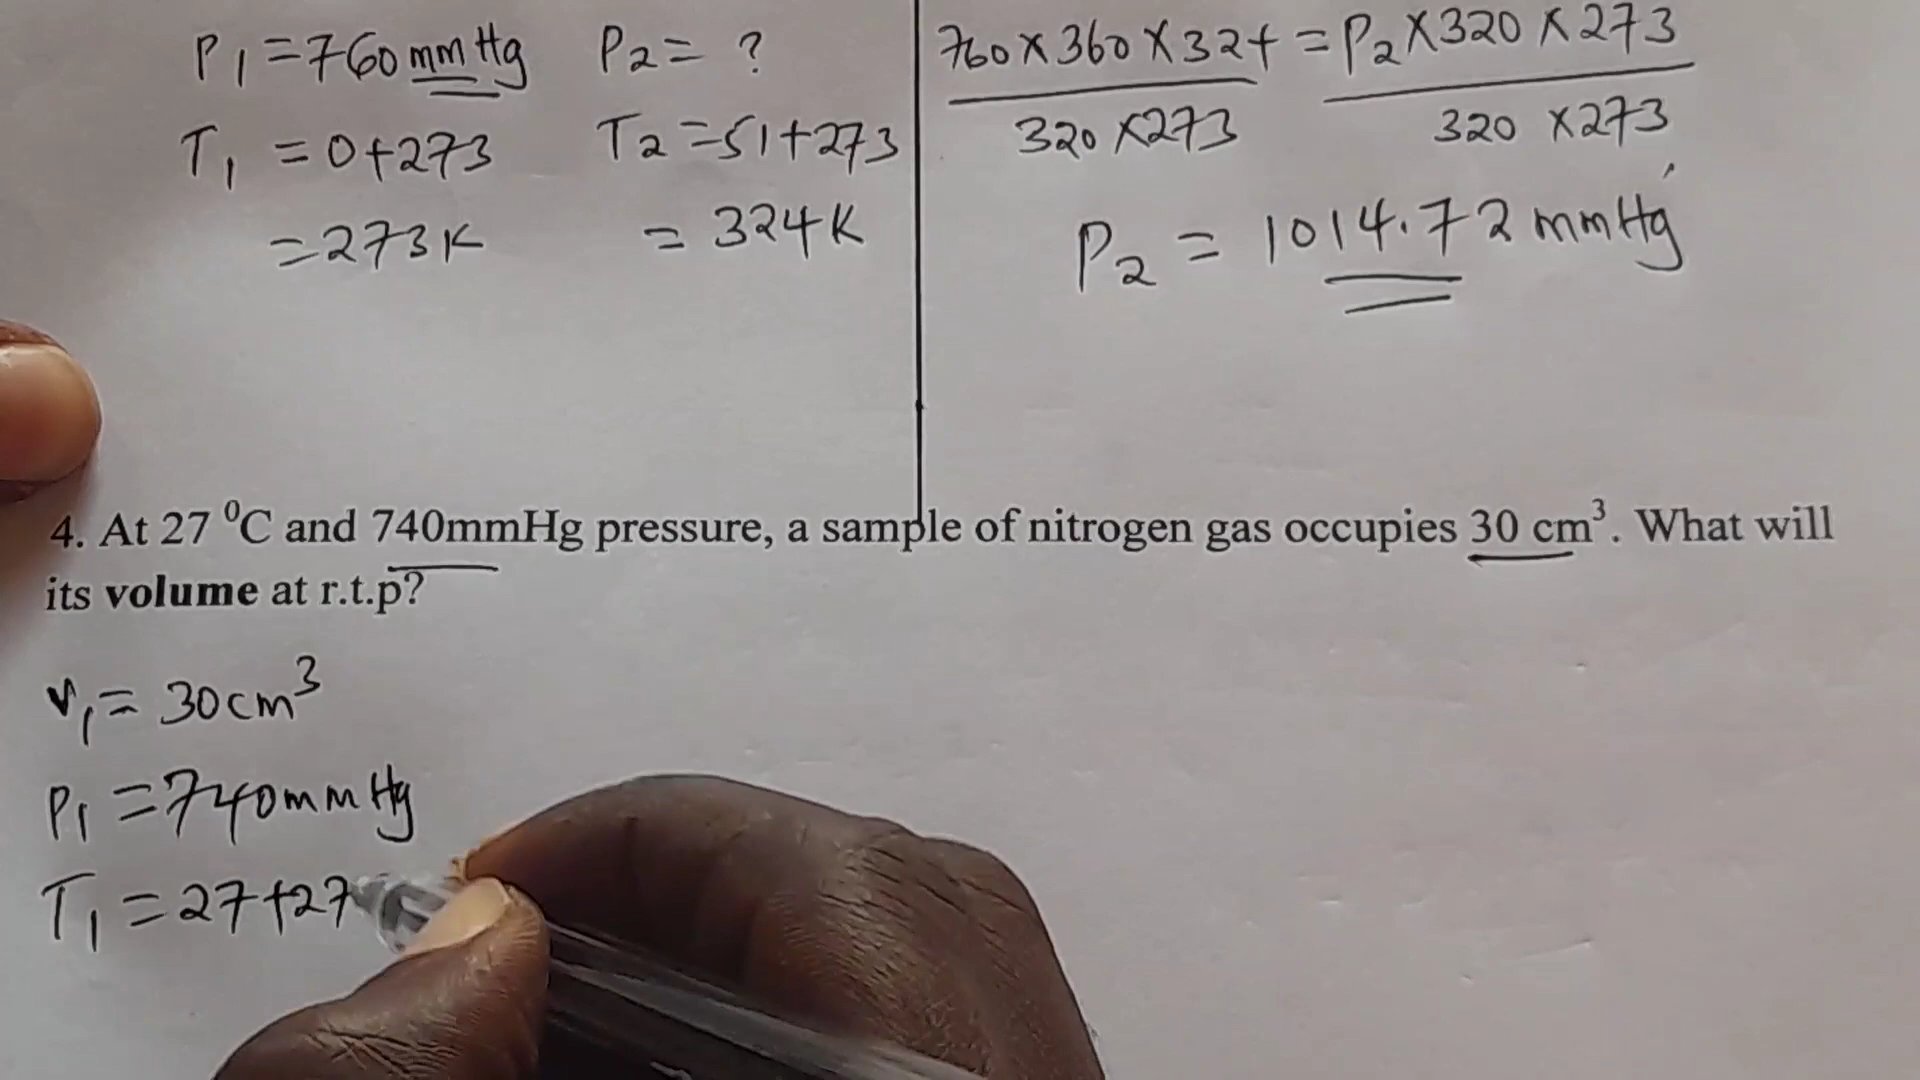 P1 = 760 mmHg P2 = ?
T1 = 0+273 T2 = 51+273
= 273K = 324K
760 x 360 x 324 = P2 x 320 x 273
320 x 273 320 x 273
P2 = 1014.72 mmHg
4. At 27 ⁰C and 740mmHg pressure, a sample of nitrogen gas occupies 30 cm³. What will
its volume at r.t.p?
V1 = 30cm³
P1 = 740mmHg
T1 = 27+27